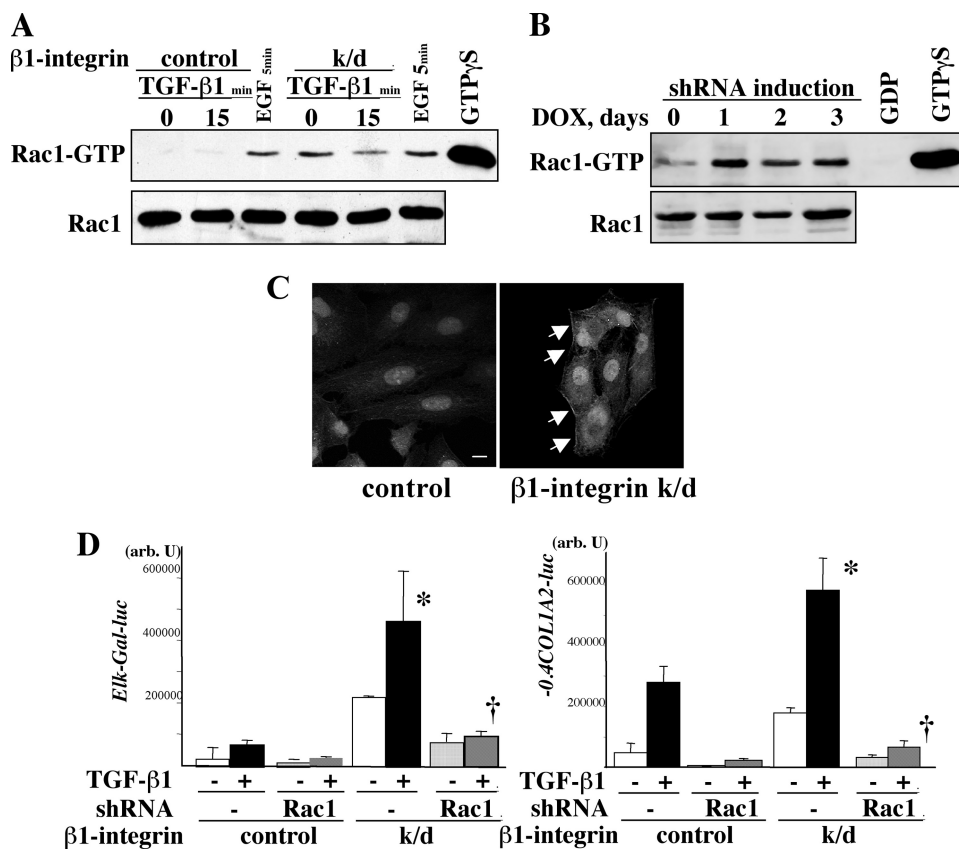 A
β1-integrin control k/d
TGF-β1 min EGF 5min TGF-β1 min EGF 5min GTPγS
0 15 0 15
Rac1-GTP
Rac1
B
shRNA induction GDP GTPγS
DOX, days 0 1 2 3
Rac1-GTP
Rac1
C
control β1-integrin k/d
D
(arb. U)
600000
400000
200000
Elk-Gal-luc
*
†
TGF-β1 - + - + - + - +
shRNA - Rac1 - Rac1
β1-integrin control k/d
(arb. U)
600000
400000
200000
-0.4COL1A2-luc
*
†
TGF-β1 - + - + - + - +
shRNA - Rac1 - Rac1
β1-integrin control k/d